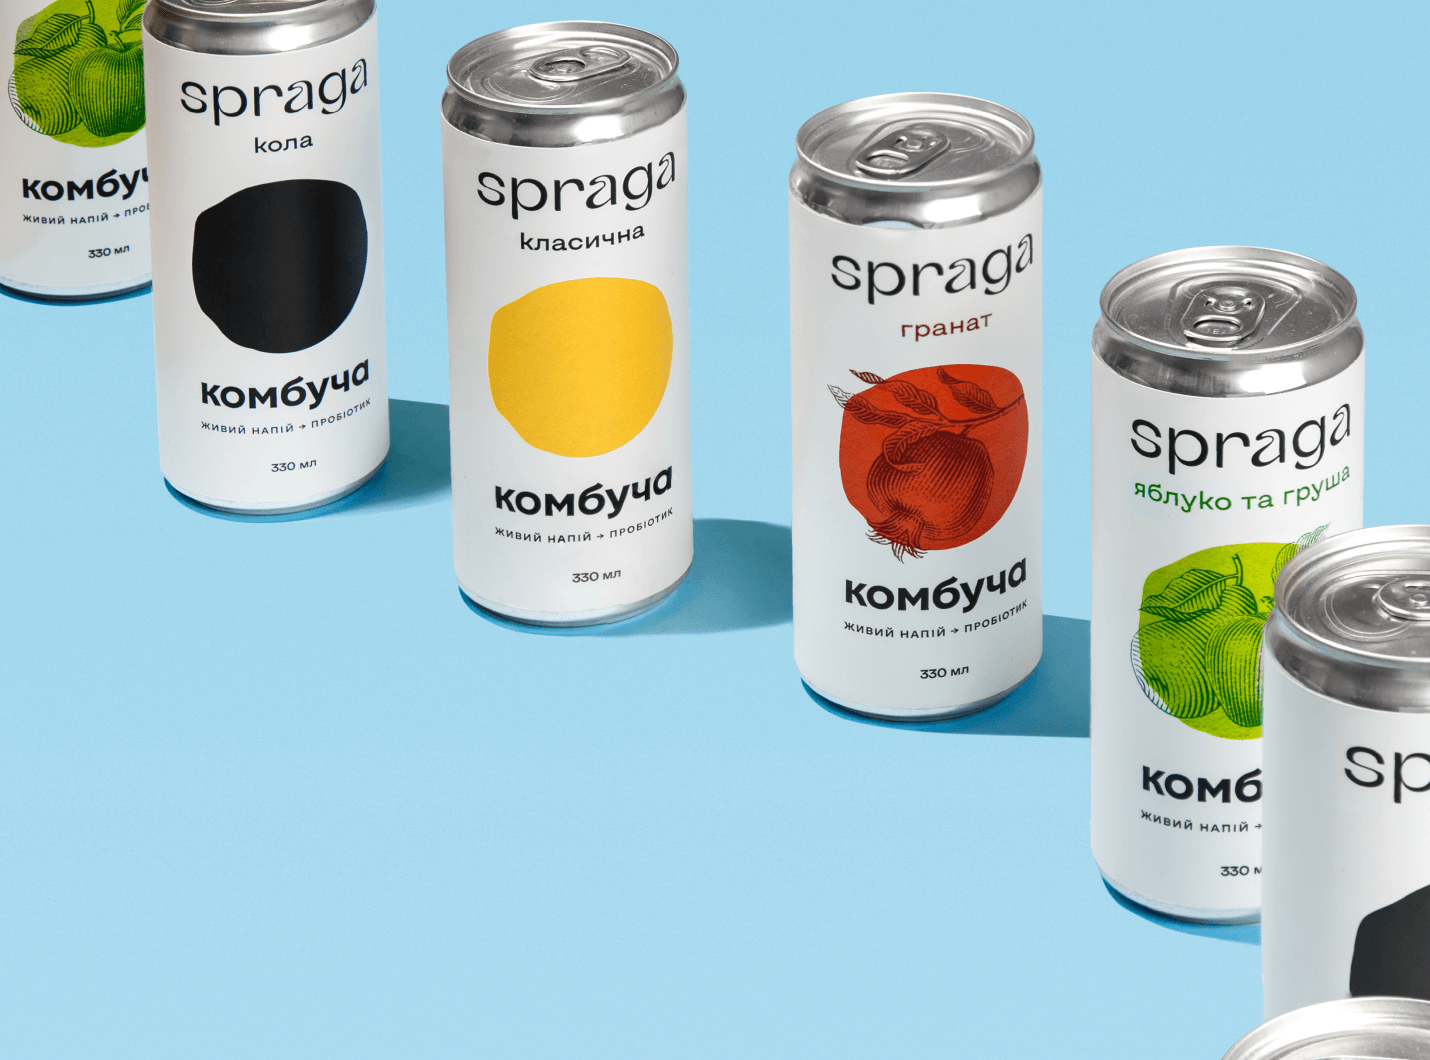 комбуч
живий напій → проб
330 мл
spraga
кола
комбуча
живий напій → пробіотик
330 мл
spraga
класична
комбуча
живий напій → пробіотик
330 мл
spraga
гранат
комбуча
живий напій → пробіотик
330 мл
spraga
яблуко та груша
комб
живий напій →
330 м
sp